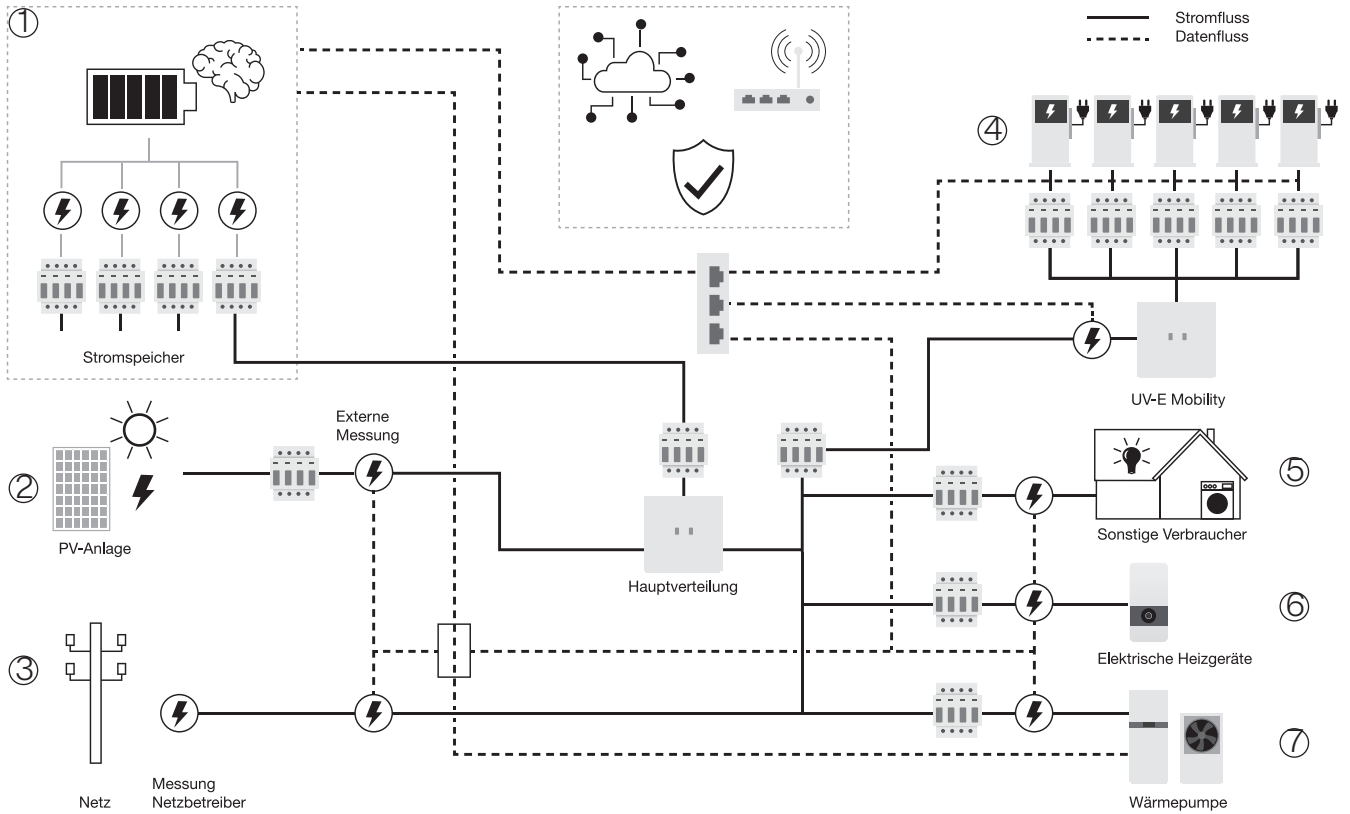 ①
Stromfluss
Datenfluss
④
Stromspeicher
UV-E Mobility
Externe
Messung
②
PV-Anlage
Hauptverteilung
⑤
Sonstige Verbraucher
⑥
Elektrische Heizgeräte
③
Netz
Messung
Netzbetreiber
⑦
Wärmepumpe